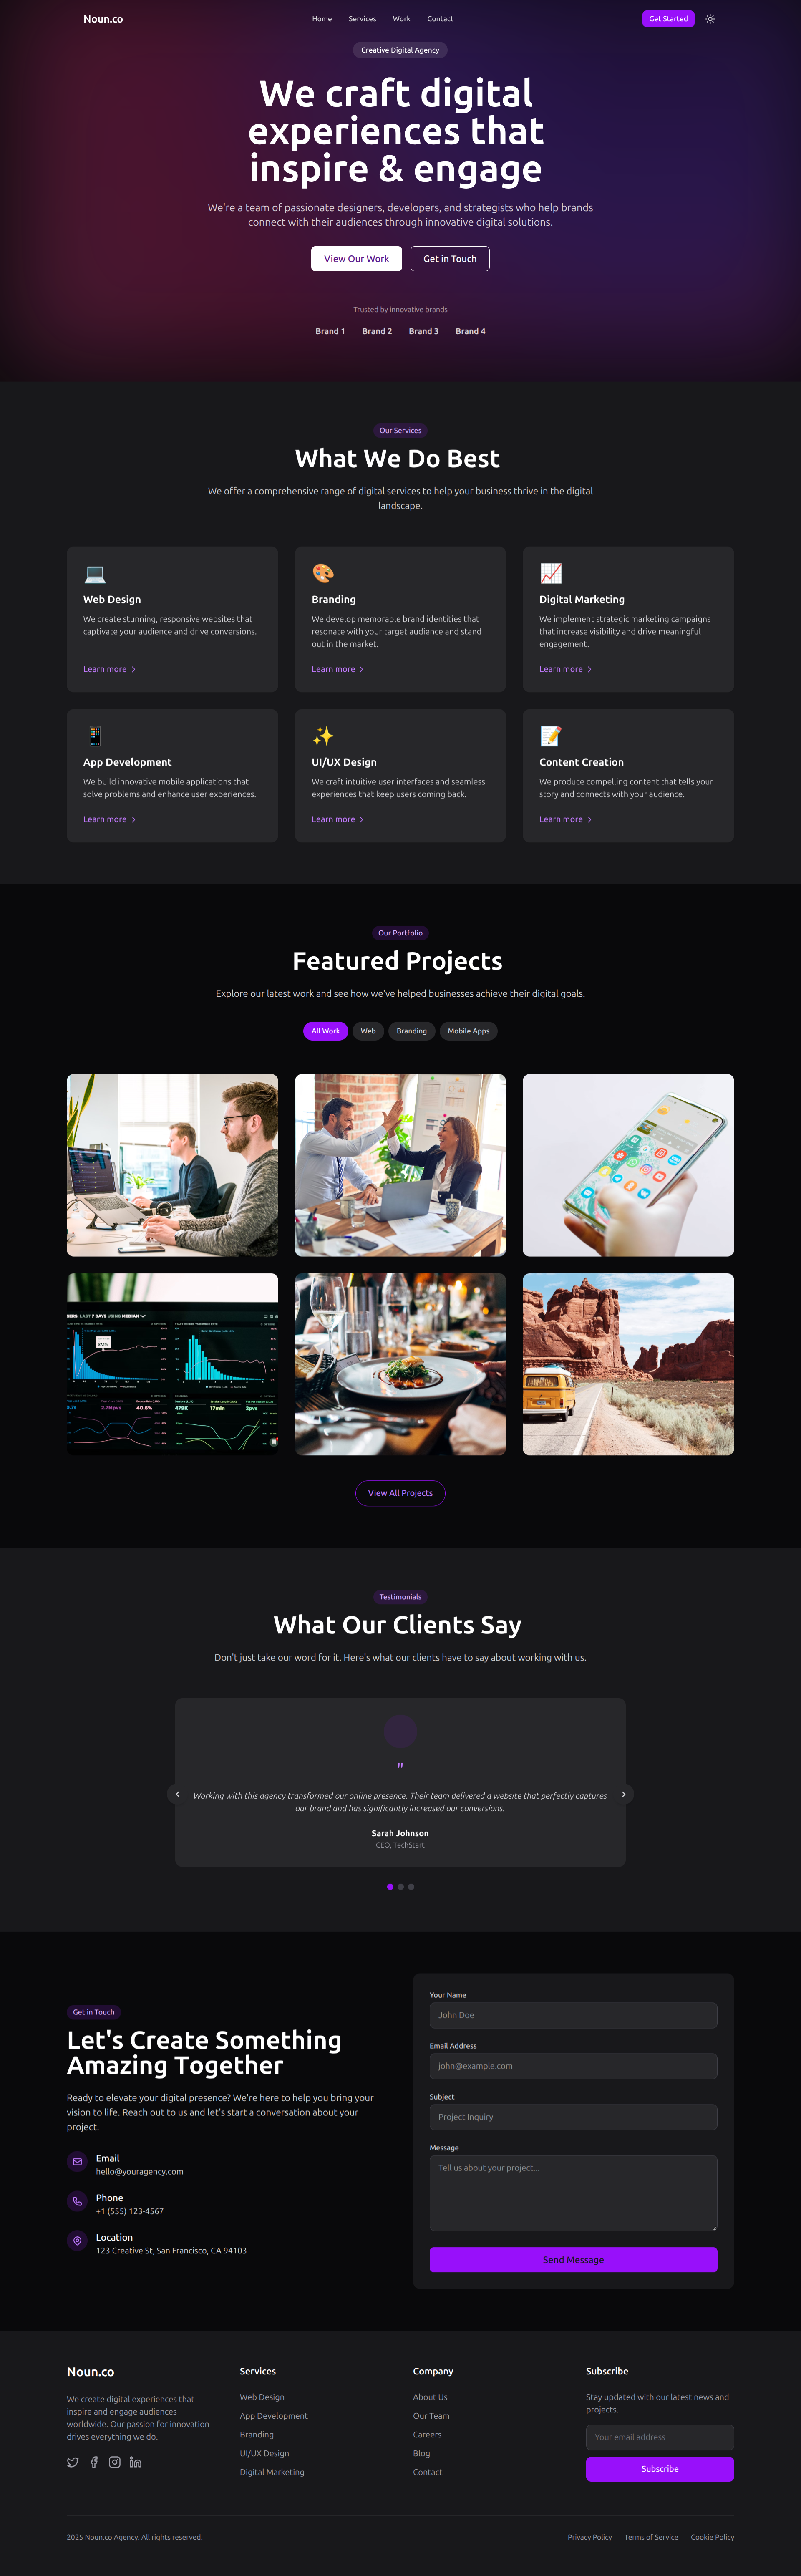 Noun.co
Home
Services
Work
Contact
Get Started
Creative Digital Agency
We craft digital
experiences that
inspire & engage
We're a team of passionate designers, developers, and strategists who help brands
connect with their audiences through innovative digital solutions.
View Our Work
Get in Touch
Trusted by innovative brands
Brand 1
Brand 2
Brand 3
Brand 4
Our Services
What We Do Best
We offer a comprehensive range of digital services to help your business thrive in the digital
landscape.
Web Design
We create stunning, responsive websites that
captivate your audience and drive conversions.
Learn more
Branding
We develop memorable brand identities that
resonate with your target audience and stand
out in the market.
Learn more
Digital Marketing
We implement strategic marketing campaigns
that increase visibility and drive meaningful
engagement.
Learn more
App Development
We build innovative mobile applications that
solve problems and enhance user experiences.
Learn more
UI/UX Design
We craft intuitive user interfaces and seamless
experiences that keep users coming back.
Learn more
Content Creation
We produce compelling content that tells your
story and connects with your audience.
Learn more
Our Portfolio
Featured Projects
Explore our latest work and see how we've helped businesses achieve their digital goals.
All Work
Web
Branding
Mobile Apps
BERS: LAST 7 DAYS USING MEDIAN
57.1%
0.7s
2.7Mpvs
40.6%
479K
17min
2pvs
View All Projects
Testimonials
What Our Clients Say
Don't just take our word for it. Here's what our clients have to say about working with us.
"
Working with this agency transformed our online presence. Their team delivered a website that perfectly captures
our brand and has significantly increased our conversions.
Sarah Johnson
CEO, TechStart
Get in Touch
Let's Create Something
Amazing Together
Ready to elevate your digital presence? We're here to help you bring your
vision to life. Reach out to us and let's start a conversation about your
project.
Email
hello@youragency.com
Phone
+1 (555) 123-4567
Location
123 Creative St, San Francisco, CA 94103
Your Name
John Doe
Email Address
john@example.com
Subject
Project Inquiry
Message
Tell us about your project...
Send Message
Noun.co
We create digital experiences that
inspire and engage audiences
worldwide. Our passion for innovation
drives everything we do.
Services
Web Design
App Development
Branding
UI/UX Design
Digital Marketing
Company
About Us
Our Team
Careers
Blog
Contact
Subscribe
Stay updated with our latest news and
projects.
Your email address
Subscribe
2025 Noun.co Agency. All rights reserved.
Privacy Policy
Terms of Service
Cookie Policy